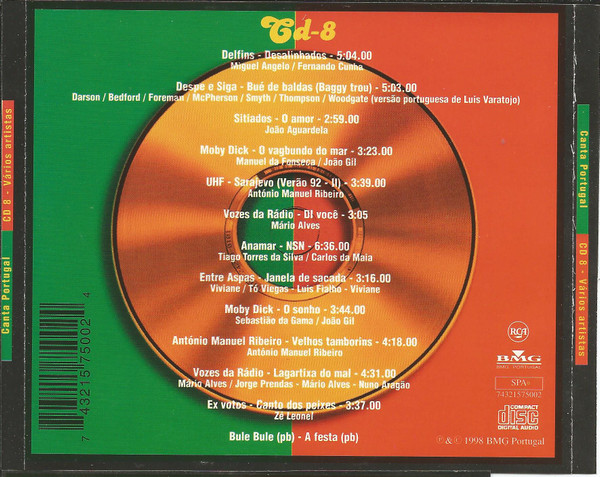 Cd-8
Delfins - Desalinhados - 5:04.00
Miguel Angelo / Fernando Cunha
Despe e Siga - Bué de baldas (Baggy trou) - 5:03.00
Darson / Bedford / Foreman / McPherson / Smyth / Thompson / Woodgate (versão portuguesa de Luís Varatojo)
Sitiados - O amor - 2:59.00
João Aguardela
Moby Dick - O vagbundo do mar - 3:23.00
Manuel da Fonseca / João Gil
UHF - Sarajevo (Verão 92 - II) - 3:39.00
António Manuel Ribeiro
Vozes da Rádio - DI você - 3:05
Mário Alves
Anamar - NSN - 6:36.00
Tiago Torres da Silva / Carlos da Maia
Entre Aspas - Janela de sacada - 3:16.00
Viviane / Tó Viegas - Luis Fialho - Viviane
Moby Dick - O sonho - 3:44.00
Sebastião da Gama / João Gil
António Manuel Ribeiro - Velhos tamborins - 4:18.00
António Manuel Ribeiro
Vozes da Rádio - Lagartixa do mal - 4:31.00
Mário Alves / Jorge Prendas - Mário Alves - Nuno Aragão
Ex votos - Canto dos peixes - 3:37.00
Zé Leonel
Bule Bule (pb) - A festa (pb)
Canta Portugal CD 8 - Vários artistas
Canta Portugal CD 8 - Vários artistas
7 43215 75002 4
RCA
BMG
BMG PORTUGAL
SPA
74321575002
COMPACT
disc
DIGITAL AUDIO
℗ & © 1998 BMG Portugal